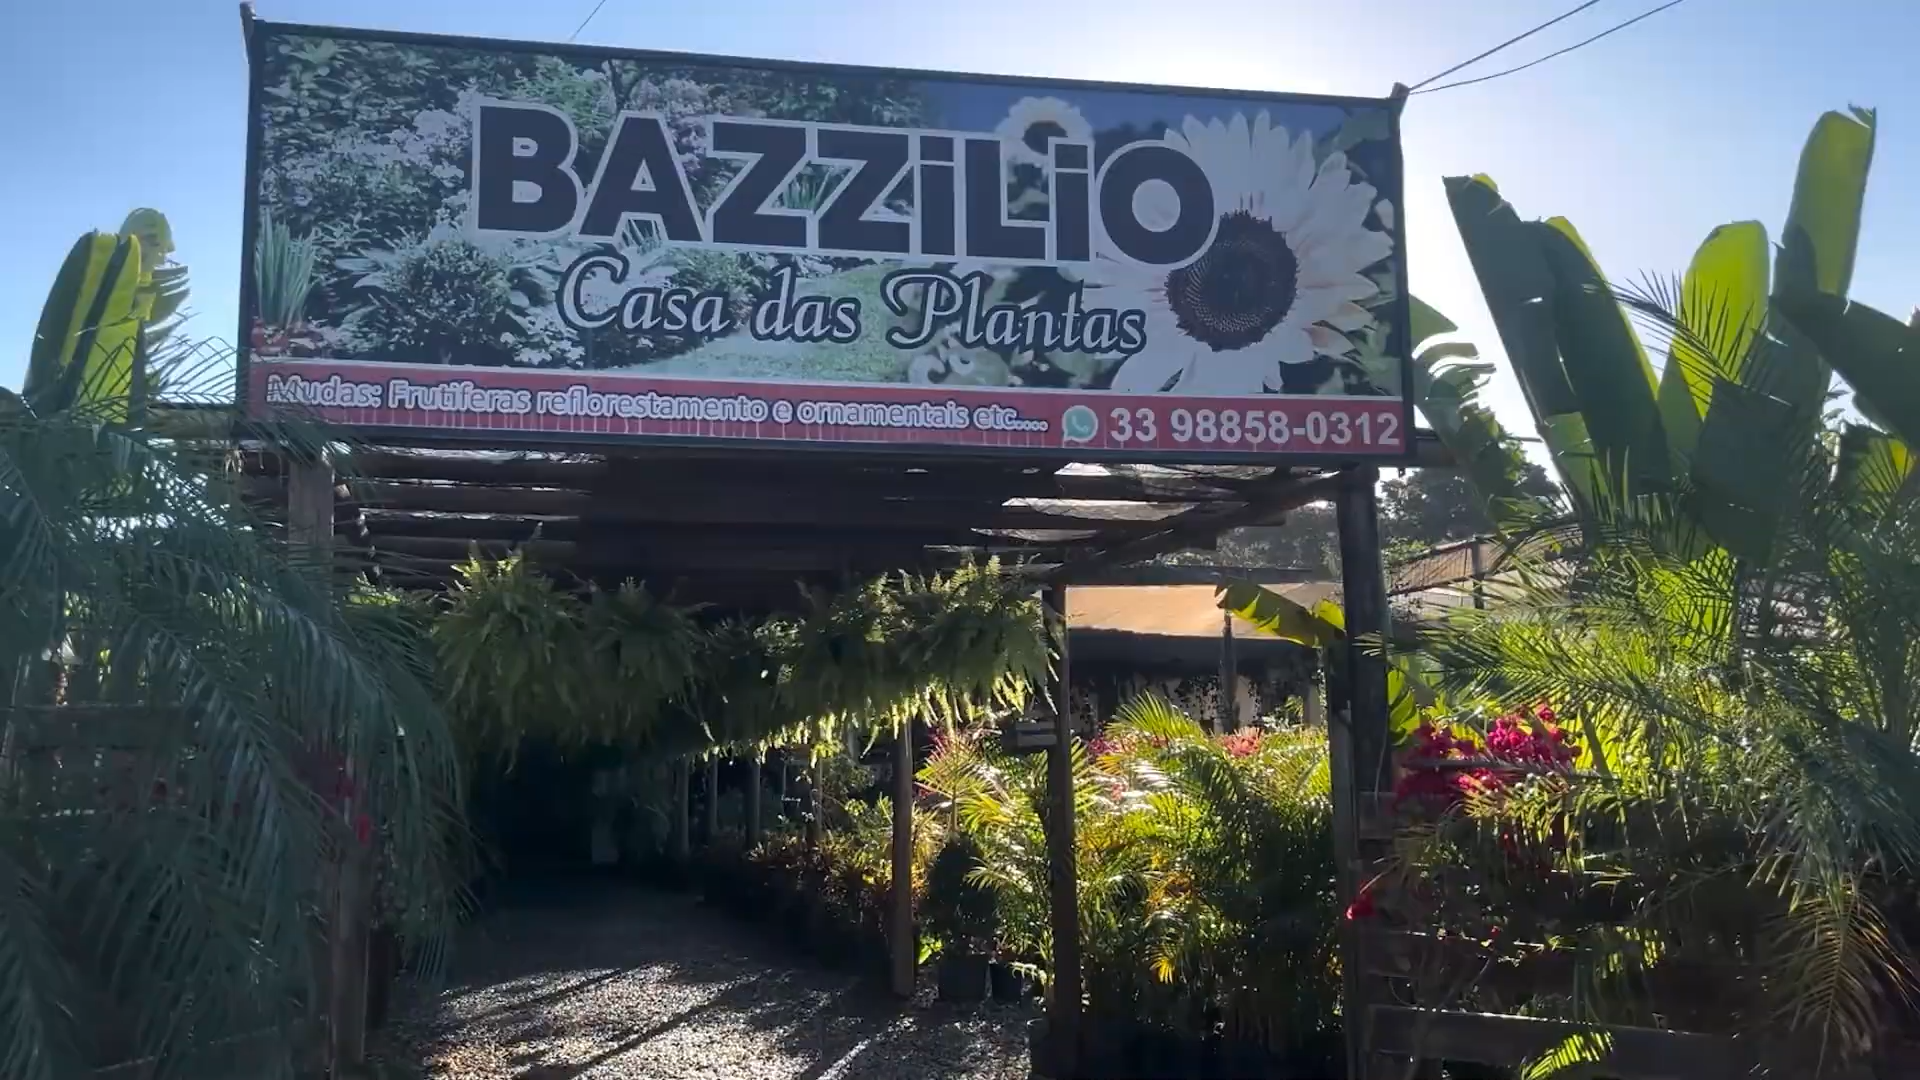 BAZZiLiO
Casa das Plantas
Mudas: Frutiferas reflorestamento e ornamentais etc.... 33 98858-0312